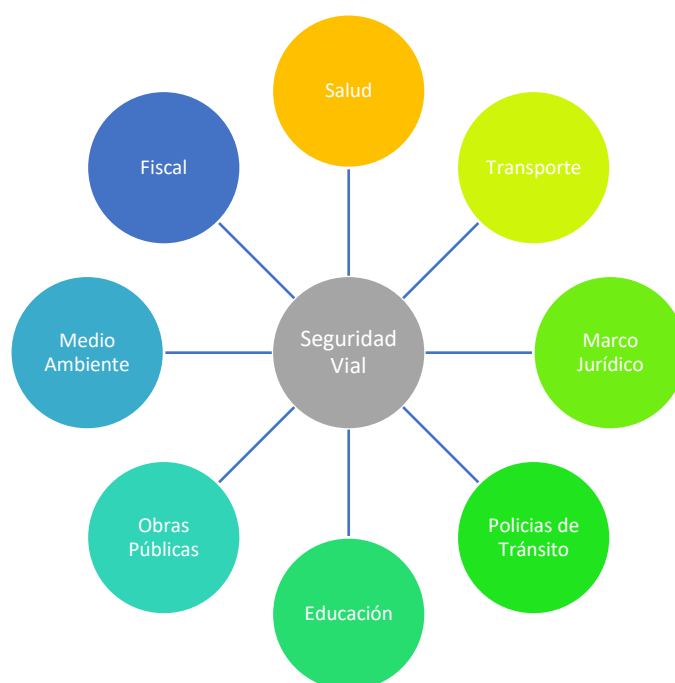 Salud
Fiscal
Transporte
Seguridad
Vial
Medio
Ambiente
Marco
Jurídico
Obras
Públicas
Policias de
Tránsito
Educación